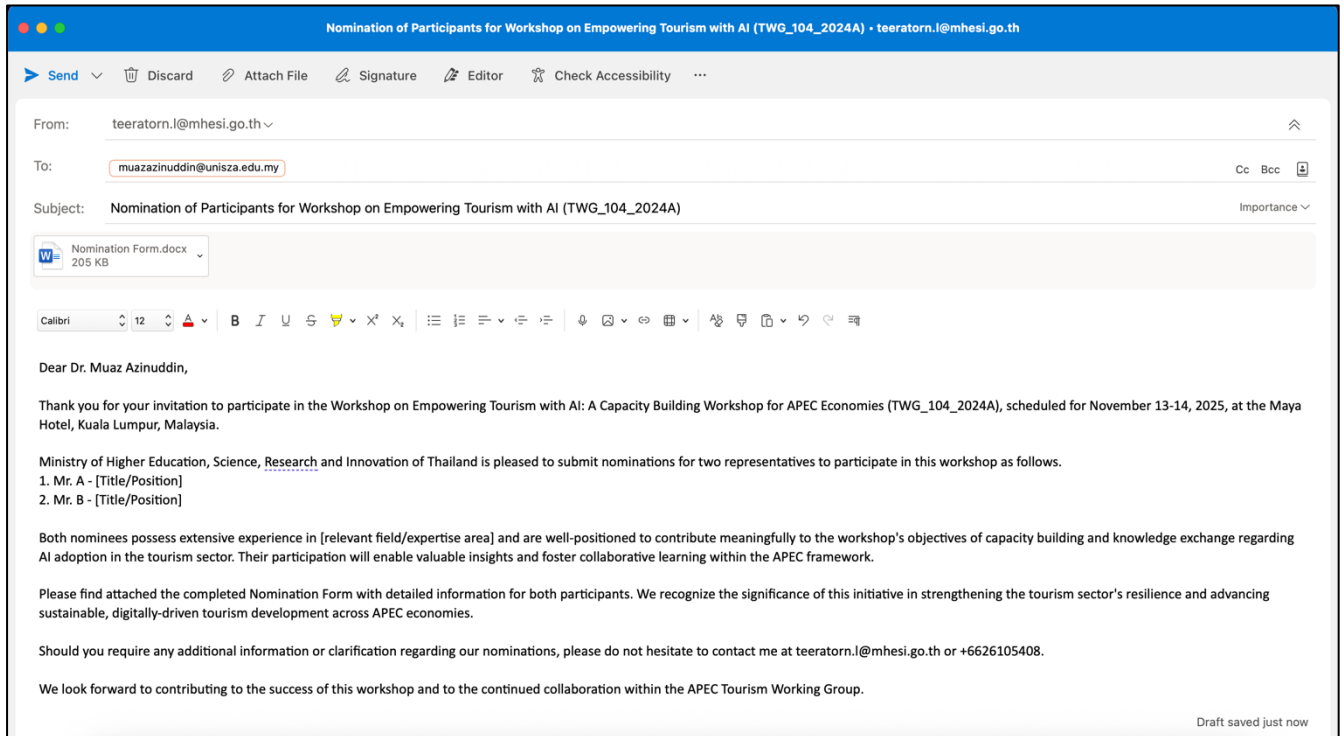 Nomination of Participants for Workshop on Empowering Tourism with AI (TWG_104_2024A) • teeratorn.l@mhesi.go.th
Send Discard Attach File Signature Editor Check Accessibility ...
From: teeratorn.l@mhesi.go.th
To: muazazinuddin@unisza.edu.my Cc Bcc
Subject: Nomination of Participants for Workshop on Empowering Tourism with AI (TWG_104_2024A) Importance
Nomination Form.docx
205 KB
Calibri 12 A B I U S X² X₂
Dear Dr. Muaz Azinuddin,
Thank you for your invitation to participate in the Workshop on Empowering Tourism with AI: A Capacity Building Workshop for APEC Economies (TWG_104_2024A), scheduled for November 13-14, 2025, at the Maya
Hotel, Kuala Lumpur, Malaysia.
Ministry of Higher Education, Science, Research and Innovation of Thailand is pleased to submit nominations for two representatives to participate in this workshop as follows.
1. Mr. A - [Title/Position]
2. Mr. B - [Title/Position]
Both nominees possess extensive experience in [relevant field/expertise area] and are well-positioned to contribute meaningfully to the workshop's objectives of capacity building and knowledge exchange regarding
AI adoption in the tourism sector. Their participation will enable valuable insights and foster collaborative learning within the APEC framework.
Please find attached the completed Nomination Form with detailed information for both participants. We recognize the significance of this initiative in strengthening the tourism sector's resilience and advancing
sustainable, digitally-driven tourism development across APEC economies.
Should you require any additional information or clarification regarding our nominations, please do not hesitate to contact me at teeratorn.l@mhesi.go.th or +6626105408.
We look forward to contributing to the success of this workshop and to the continued collaboration within the APEC Tourism Working Group.
Draft saved just now